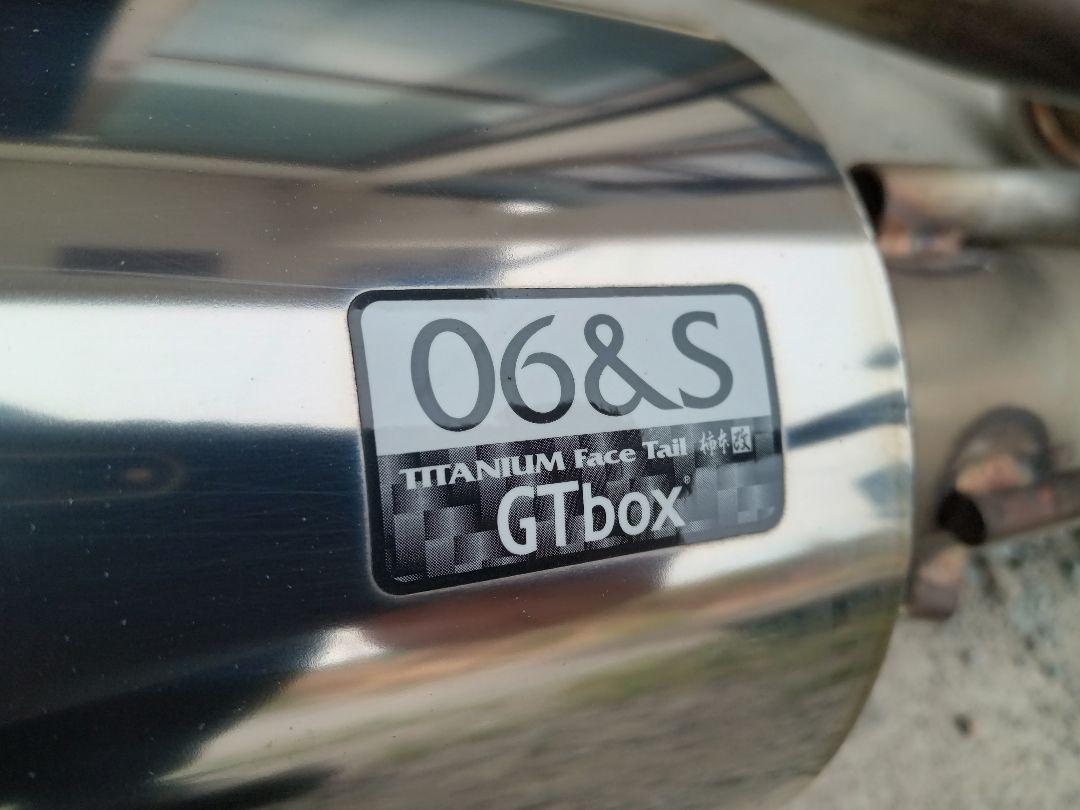 06&S
TITANIUM Face Tail 柿本改
GTbox®